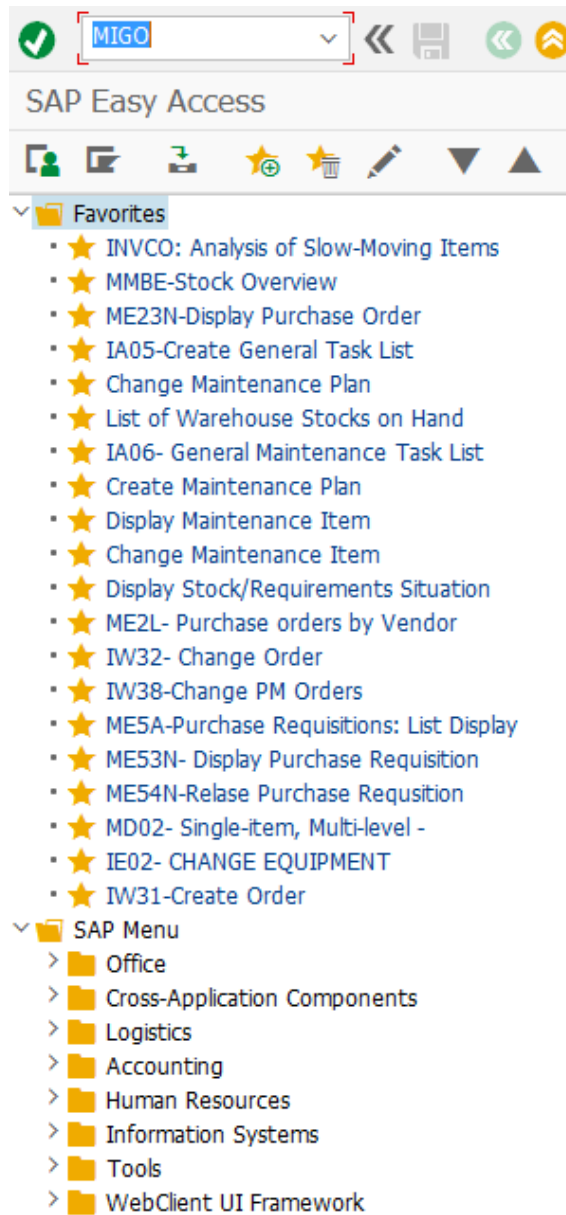 MIGO
SAP Easy Access
Favorites
INVCO: Analysis of Slow-Moving Items
MMBE-Stock Overview
ME23N-Display Purchase Order
IA05-Create General Task List
Change Maintenance Plan
List of Warehouse Stocks on Hand
IA06- General Maintenance Task List
Create Maintenance Plan
Display Maintenance Item
Change Maintenance Item
Display Stock/Requirements Situation
ME2L- Purchase orders by Vendor
IW32- Change Order
IW38-Change PM Orders
ME5A-Purchase Requisitions: List Display
ME53N- Display Purchase Requisition
ME54N-Relase Purchase Requsition
MD02- Single-item, Multi-level -
IE02- CHANGE EQUIPMENT
IW31-Create Order
SAP Menu
Office
Cross-Application Components
Logistics
Accounting
Human Resources
Information Systems
Tools
WebClient UI Framework